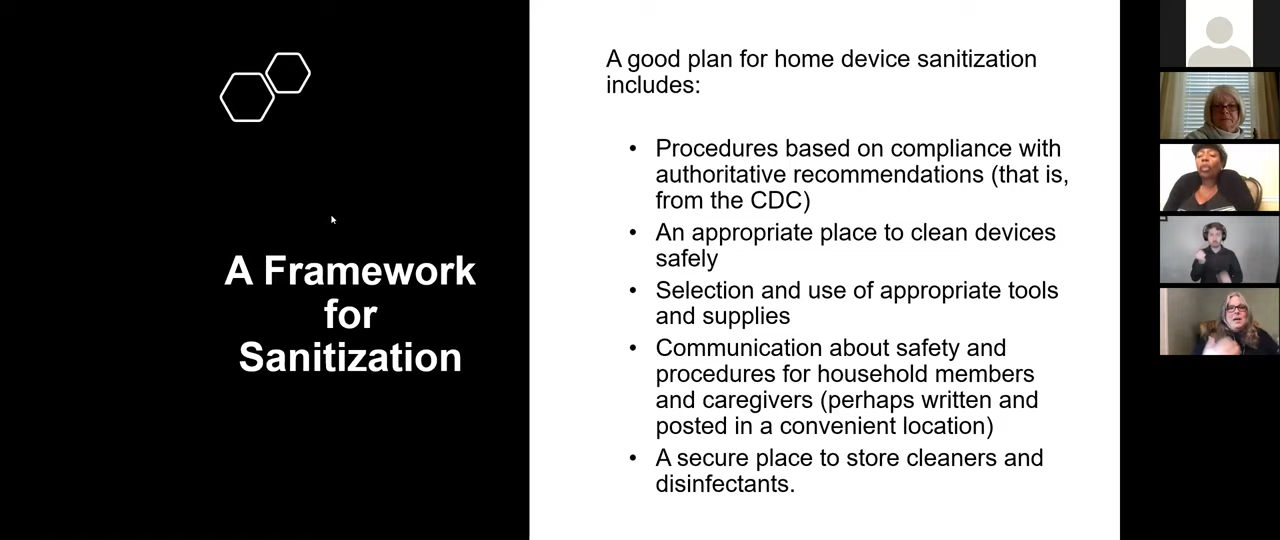 A Framework
for
Sanitization
A good plan for home device sanitization
includes:
• Procedures based on compliance with
authoritative recommendations (that is,
from the CDC)
• An appropriate place to clean devices
safely
• Selection and use of appropriate tools
and supplies
• Communication about safety and
procedures for household members
and caregivers (perhaps written and
posted in a convenient location)
• A secure place to store cleaners and
disinfectants.